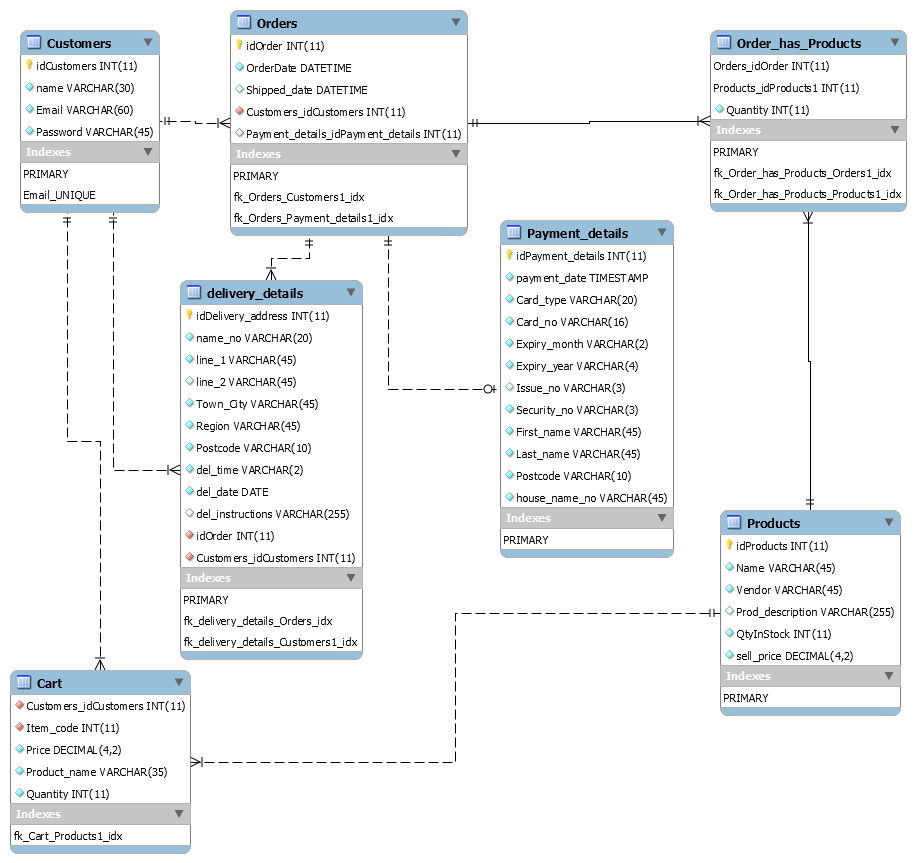 Customers
idCustomers INT(11)
name VARCHAR(30)
Email VARCHAR(60)
Password VARCHAR(45)
Indexes
PRIMARY
Email_UNIQUE
Orders
idOrder INT(11)
OrderDate DATETIME
Shipped_date DATETIME
Customers_idCustomers INT(11)
Payment_details_idPayment_details INT(11)
Indexes
PRIMARY
fk_Orders_Customers1_idx
fk_Orders_Payment_details1_idx
Order_has_Products
Orders_idOrder INT(11)
Products_idProducts1 INT(11)
Quantity INT(11)
Indexes
PRIMARY
fk_Order_has_Products_Orders1_idx
fk_Order_has_Products_Products1_idx
delivery_details
idDelivery_address INT(11)
name_no VARCHAR(20)
line_1 VARCHAR(45)
line_2 VARCHAR(45)
Town_City VARCHAR(45)
Region VARCHAR(45)
Postcode VARCHAR(10)
del_time VARCHAR(2)
del_date DATE
del_instructions VARCHAR(255)
idOrder INT(11)
Customers_idCustomers INT(11)
Indexes
PRIMARY
fk_delivery_details_Orders_idx
fk_delivery_details_Customers1_idx
Payment_details
idPayment_details INT(11)
payment_date TIMESTAMP
Card_type VARCHAR(20)
Card_no VARCHAR(16)
Expiry_month VARCHAR(2)
Expiry_year VARCHAR(4)
Issue_no VARCHAR(3)
Security_no VARCHAR(3)
First_name VARCHAR(45)
Last_name VARCHAR(45)
Postcode VARCHAR(10)
house_name_no VARCHAR(45)
Indexes
PRIMARY
Products
idProducts INT(11)
Name VARCHAR(45)
Vendor VARCHAR(45)
Prod_description VARCHAR(255)
QtyInStock INT(11)
sell_price DECIMAL(4,2)
Indexes
PRIMARY
Cart
Customers_idCustomers INT(11)
Item_code INT(11)
Price DECIMAL(4,2)
Product_name VARCHAR(35)
Quantity INT(11)
Indexes
fk_Cart_Products1_idx